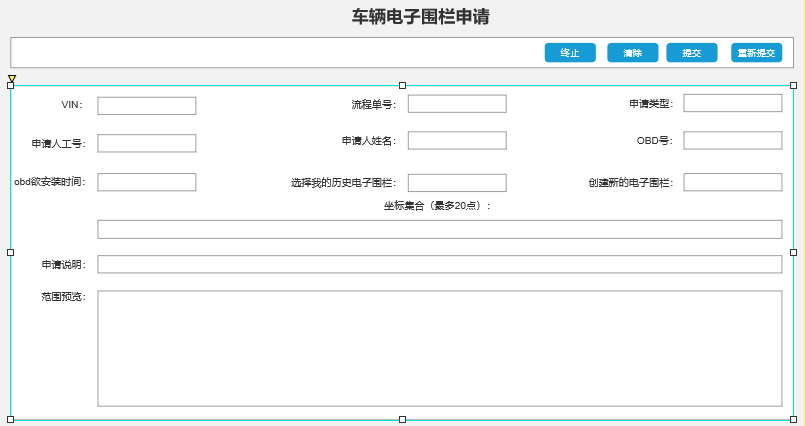 车辆电子围栏申请
终止 清除 提交 重新提交
VIN： 流程单号： 申请类型：
申请人工号： 申请人姓名： OBD号：
obd欲安装时间： 选择我的历史电子围栏： 创建新的电子围栏：
坐标集合（最多20点）：
申请说明：
范围预览：